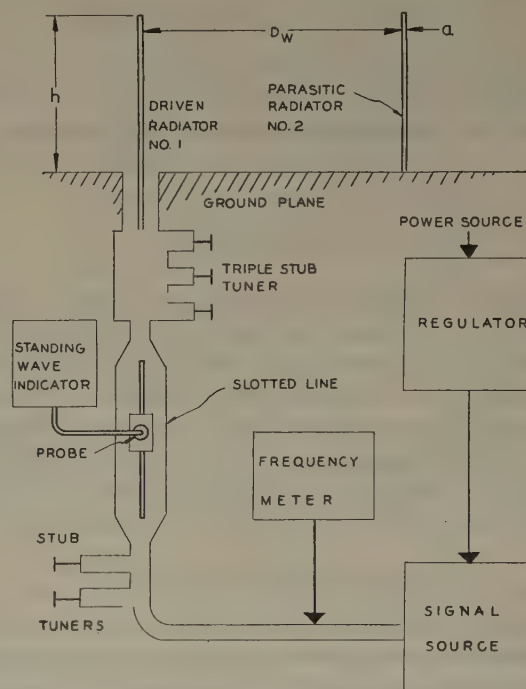 D_W
a
h
DRIVEN
RADIATOR
NO. 1
PARASITIC
RADIATOR
NO. 2
GROUND PLANE
POWER SOURCE
TRIPLE STUB
TUNER
REGULATOR
STANDING
WAVE
INDICATOR
SLOTTED LINE
PROBE
FREQUENCY
METER
STUB
TUNERS
SIGNAL
SOURCE